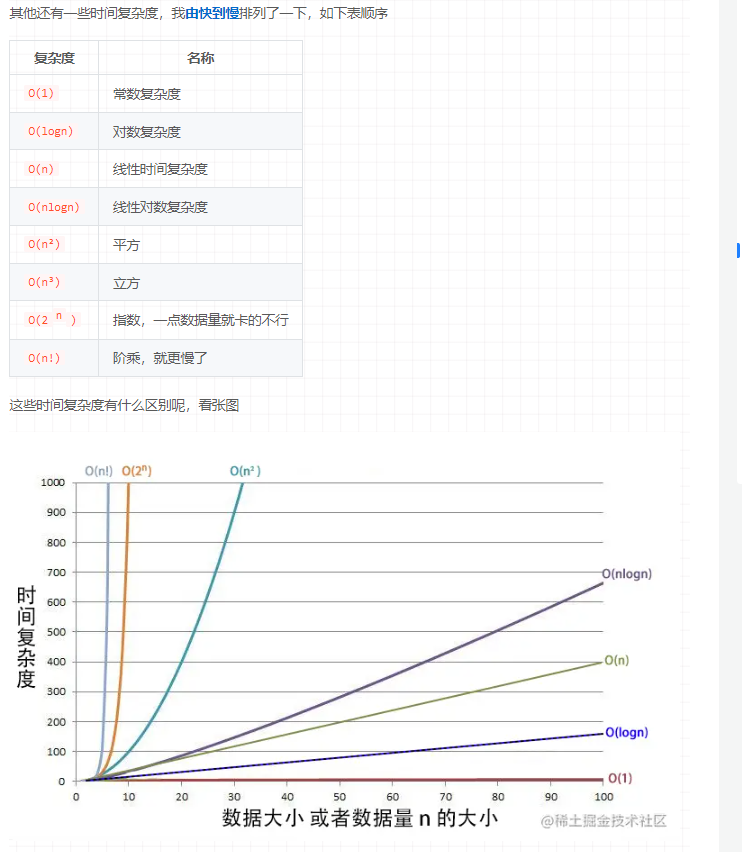 其他还有一些时间复杂度，我由快到慢排列了一下，如下表顺序
复杂度 名称
O(1) 常数复杂度
O(logn) 对数复杂度
O(n) 线性时间复杂度
O(nlogn) 线性对数复杂度
O(n²) 平方
O(n³) 立方
O(2 ⁿ ) 指数，一点数据量就卡的不行
O(n!) 阶乘，就更慢了
这些时间复杂度有什么区别呢，看张图
O(n!) O(2ⁿ) O(n²)
1000
900
800
700
O(nlogn)
600
500
400
O(n)
300
200
O(logn)
100
0
O(1)
时间复杂度
0 10 20 30 40 50 60 70 80 90 100
数据大小 或者数据量 n 的大小
@稀土掘金技术社区